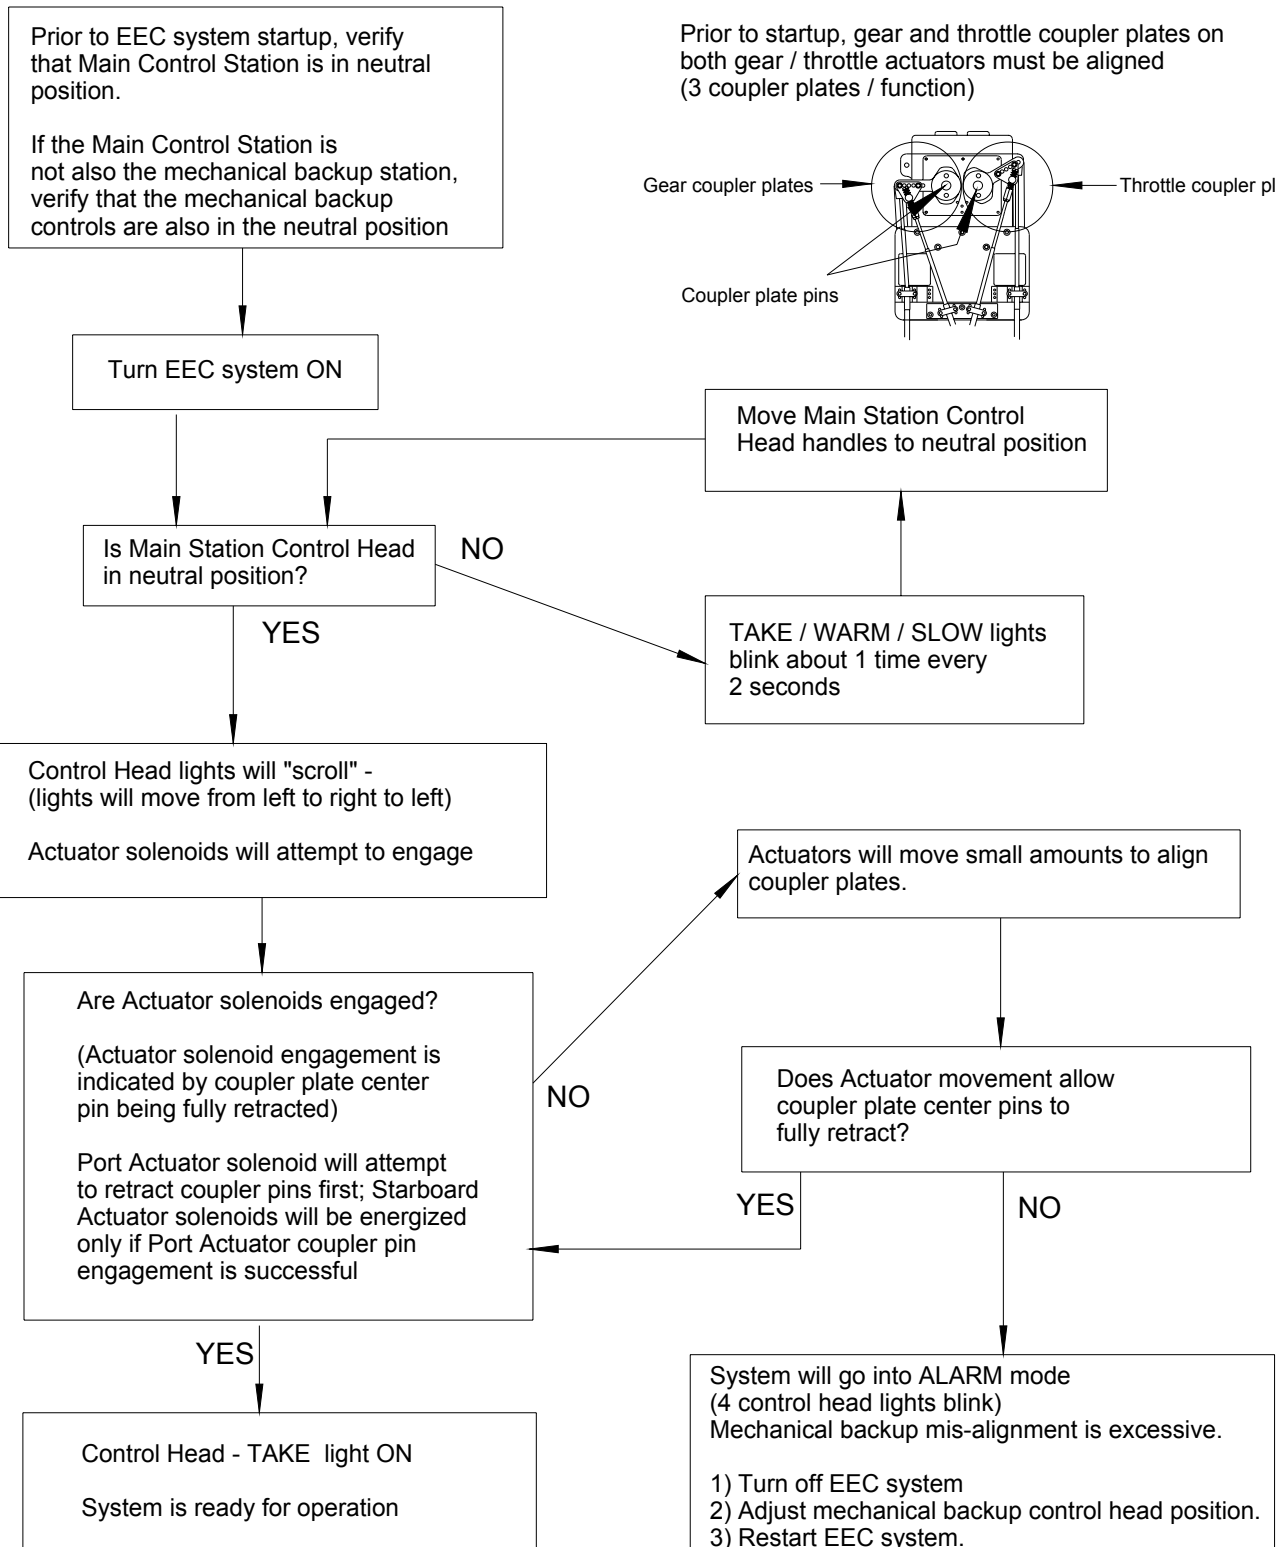 Prior to EEC system startup, verify
that Main Control Station is in neutral
position.
If the Main Control Station is
not also the mechanical backup station,
verify that the mechanical backup
controls are also in the neutral position
Prior to startup, gear and throttle coupler plates on
both gear / throttle actuators must be aligned
(3 coupler plates / function)
Gear coupler plates
Throttle coupler pl
Coupler plate pins
Turn EEC system ON
Move Main Station Control
Head handles to neutral position
Is Main Station Control Head
in neutral position?
NO
YES
TAKE / WARM / SLOW lights
blink about 1 time every
2 seconds
Control Head lights will "scroll" -
(lights will move from left to right to left)
Actuator solenoids will attempt to engage
Actuators will move small amounts to align
coupler plates.
Are Actuator solenoids engaged?
(Actuator solenoid engagement is
indicated by coupler plate center
pin being fully retracted)
Port Actuator solenoid will attempt
to retract coupler pins first; Starboard
Actuator solenoids will be energized
only if Port Actuator coupler pin
engagement is successful
NO
Does Actuator movement allow
coupler plate center pins to
fully retract?
YES
NO
YES
Control Head - TAKE light ON
System is ready for operation
System will go into ALARM mode
(4 control head lights blink)
Mechanical backup mis-alignment is excessive.
1) Turn off EEC system
2) Adjust mechanical backup control head position.
3) Restart EEC system.